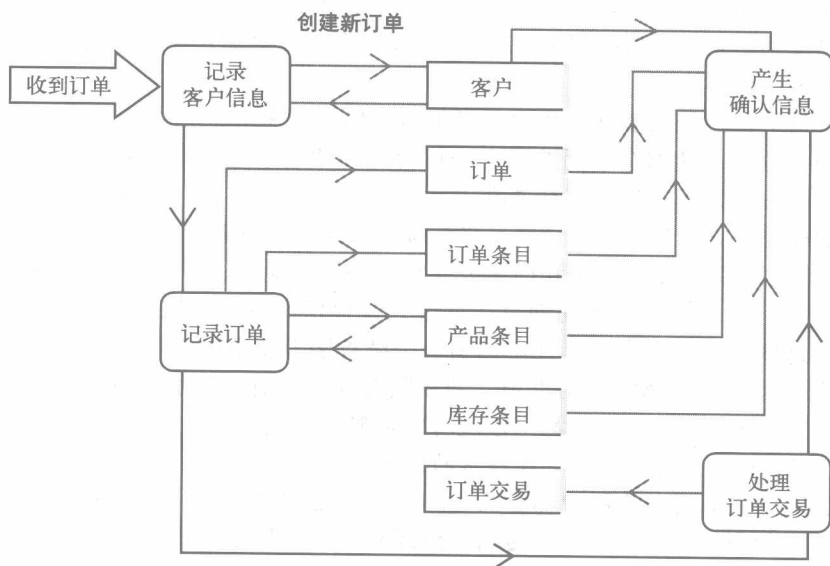 创建新订单
收到订单
记录
客户信息
客户
产生
确认信息
订单
订单条目
记录订单
产品条目
库存条目
订单交易
处理
订单交易